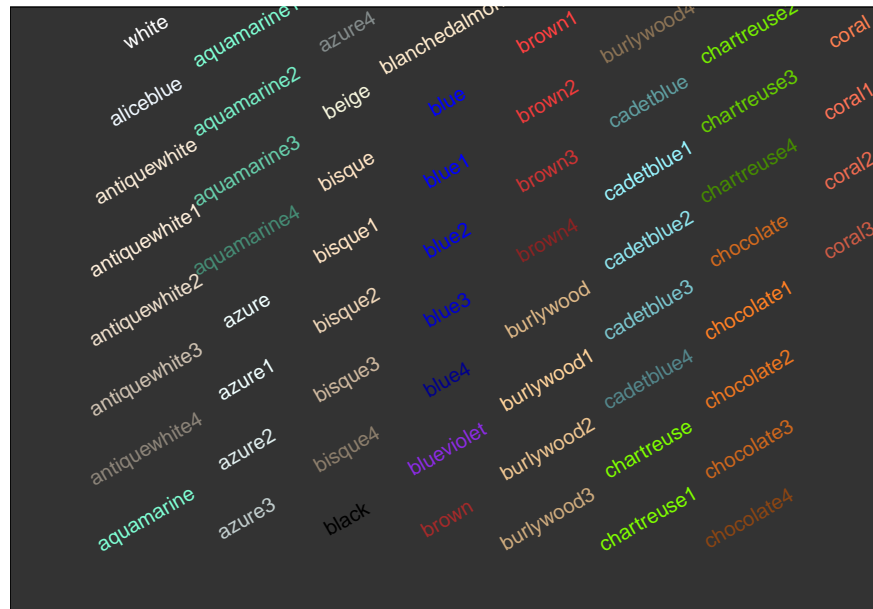 white
aliceblue
antiquewhite
antiquewhite1
antiquewhite2
antiquewhite3
antiquewhite4
aquamarine
aquamarine1
aquamarine2
aquamarine3
aquamarine4
azure
azure1
azure2
azure3
azure4
beige
bisque
bisque1
bisque2
bisque3
bisque4
black
blanchedalmon
blue
blue1
blue2
blue3
blue4
blueviolet
brown
brown1
brown2
brown3
brown4
burlywood
burlywood1
burlywood2
burlywood3
burlywood4
cadetblue
cadetblue1
cadetblue2
cadetblue3
cadetblue4
chartreuse
chartreuse1
chartreuse2
chartreuse3
chartreuse4
chocolate
chocolate1
chocolate2
chocolate3
chocolate4
coral
coral1
coral2
coral3